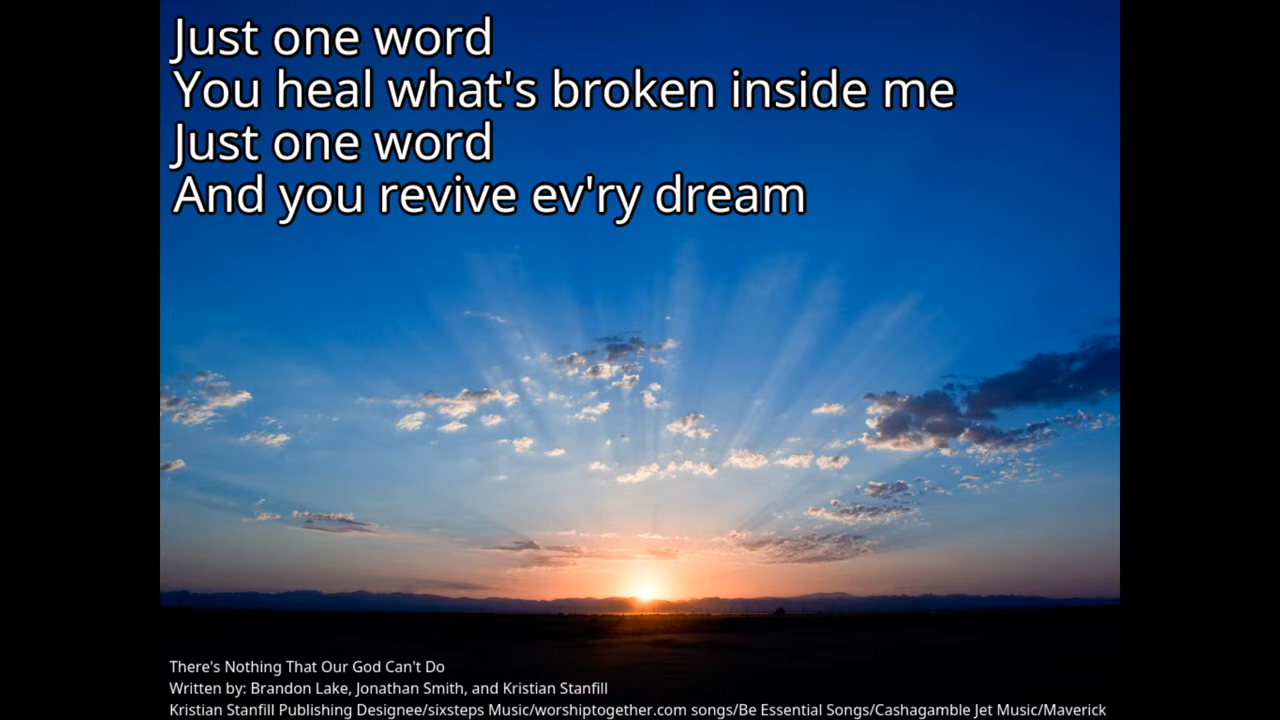 Just one word
You heal what's broken inside me
Just one word
And you revive ev'ry dream
There's Nothing That Our God Can't Do
Written by: Brandon Lake, Jonathan Smith, and Kristian Stanfill
Kristian Stanfill Publishing Designee/sixsteps Music/worshiptogether.com songs/Be Essential Songs/Cashagamble Jet Music/Maverick